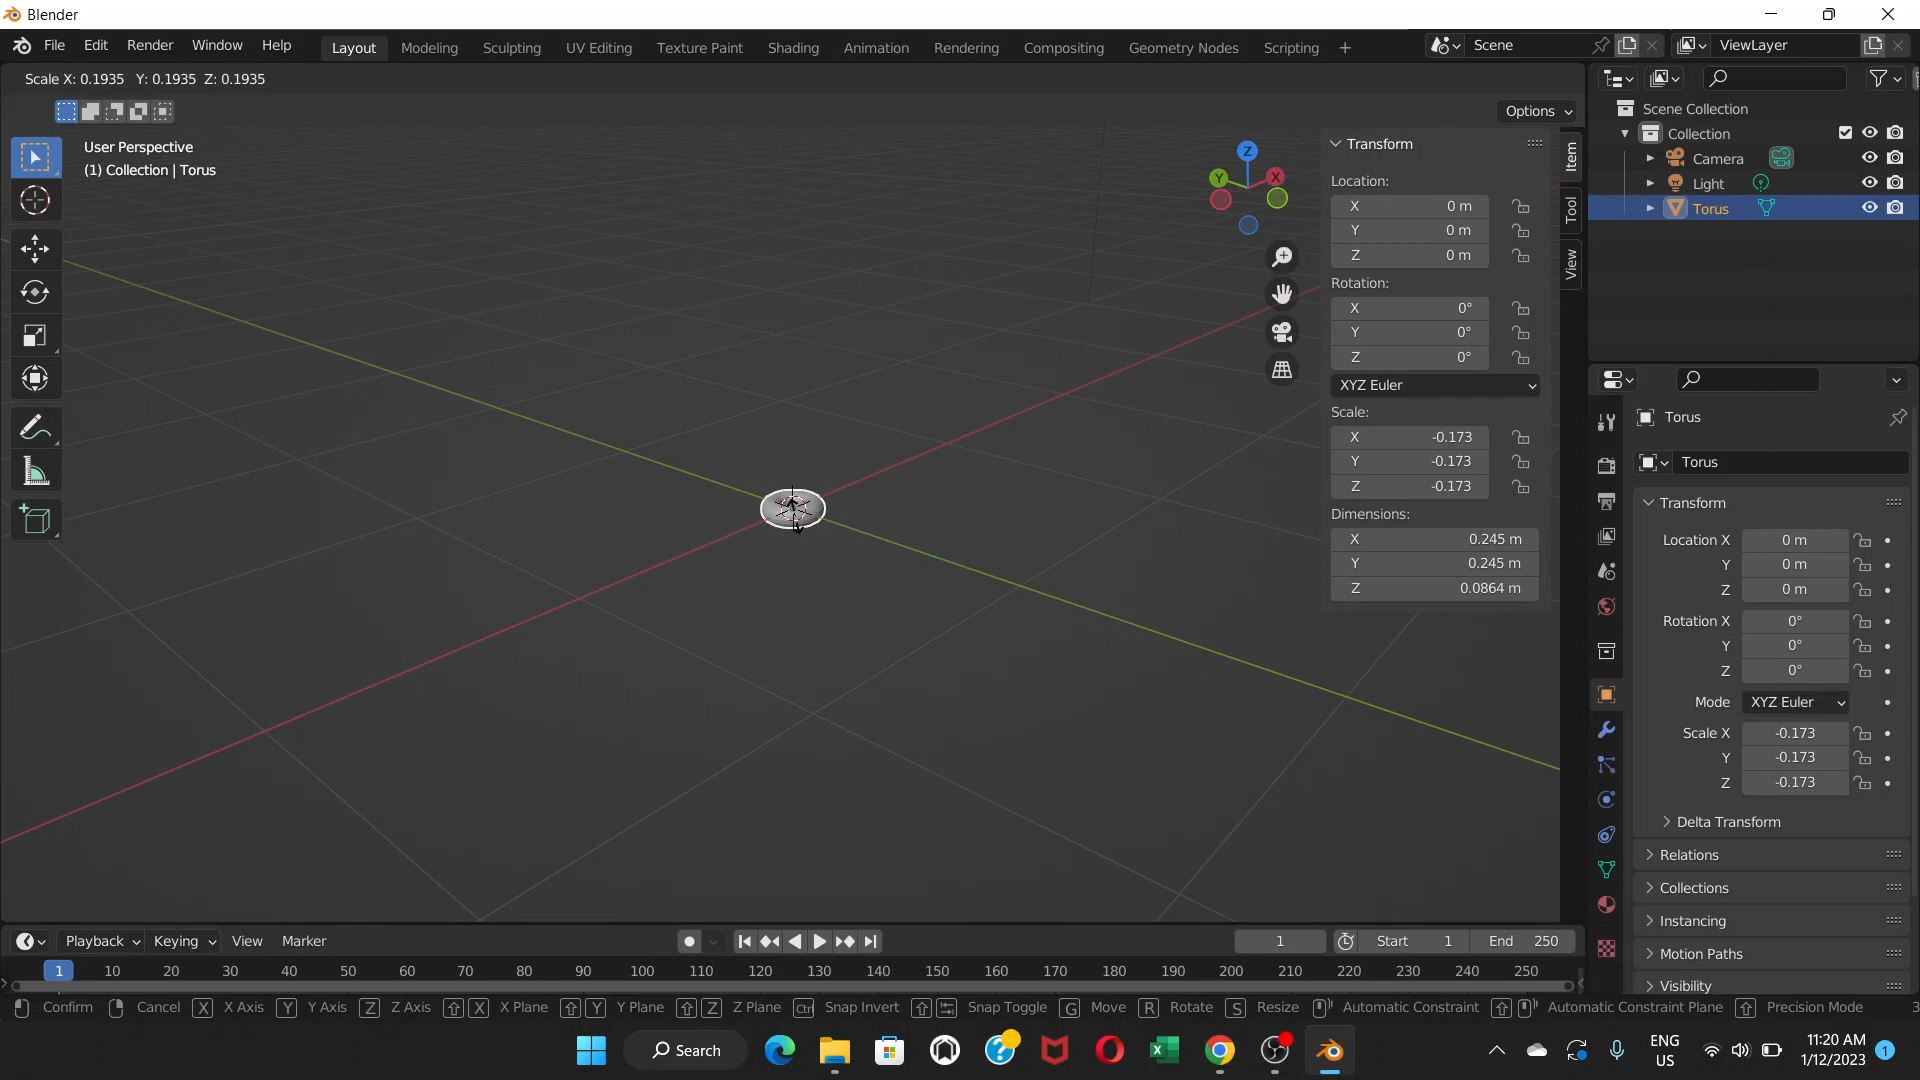 Blender
File Edit Render Window Help Layout Modeling Sculpting UV Editing Texture Paint Shading Animation Rendering Compositing Geometry Nodes Scripting + Scene ViewLayer
Scale X: 0.1935 Y: 0.1935 Z: 0.1935
Options
User Perspective
(1) Collection | Torus
Z
Y
X
Item
Tool
View
Transform
Location:
X 0 m
Y 0 m
Z 0 m
Rotation:
X 0°
Y 0°
Z 0°
XYZ Euler
Scale:
X -0.173
Y -0.173
Z -0.173
Dimensions:
X 0.245 m
Y 0.245 m
Z 0.0864 m
Scene Collection
Collection
Camera
Light
Torus
Torus
Torus
Transform
Location X 0 m
Y 0 m
Z 0 m
Rotation X 0°
Y 0°
Z 0°
Mode XYZ Euler
Scale X -0.173
Y -0.173
Z -0.173
Delta Transform
Relations
Collections
Instancing
Motion Paths
Visibility
Playback Keying View Marker 1 Start 1 End 250
1 10 20 30 40 50 60 70 80 90 100 110 120 130 140 150 160 170 180 190 200 210 220 230 240 250
Confirm Cancel X X Axis Y Y Axis Z Z Axis X X Plane Y Y Plane Z Z Plane Ctrl Snap Invert Snap Toggle G Move R Rotate S Resize Automatic Constraint Automatic Constraint Plane Precision Mode 3
Search
ENG
US
11:20 AM
1/12/2023
1